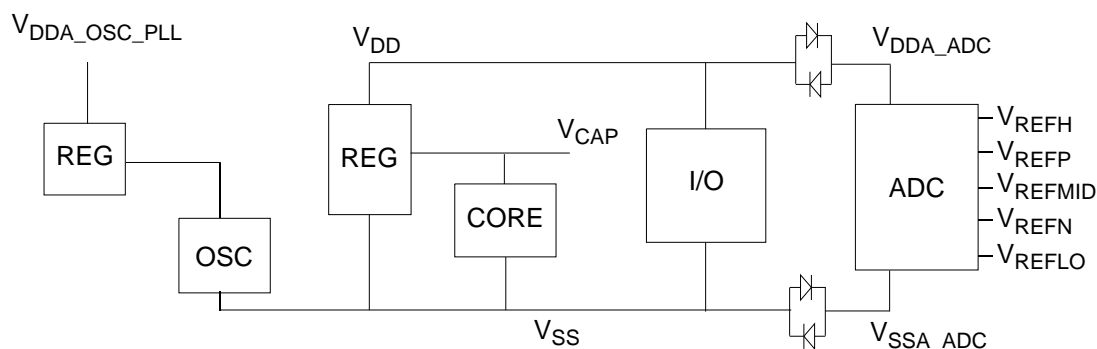 VDDA_OSC_PLL
VDD
VDDA_ADC
REG
REG
VCAP
CORE
I/O
ADC
VREFH
VREFP
VREFMID
VREFN
VREFLO
OSC
VSS
VSSA_ADC